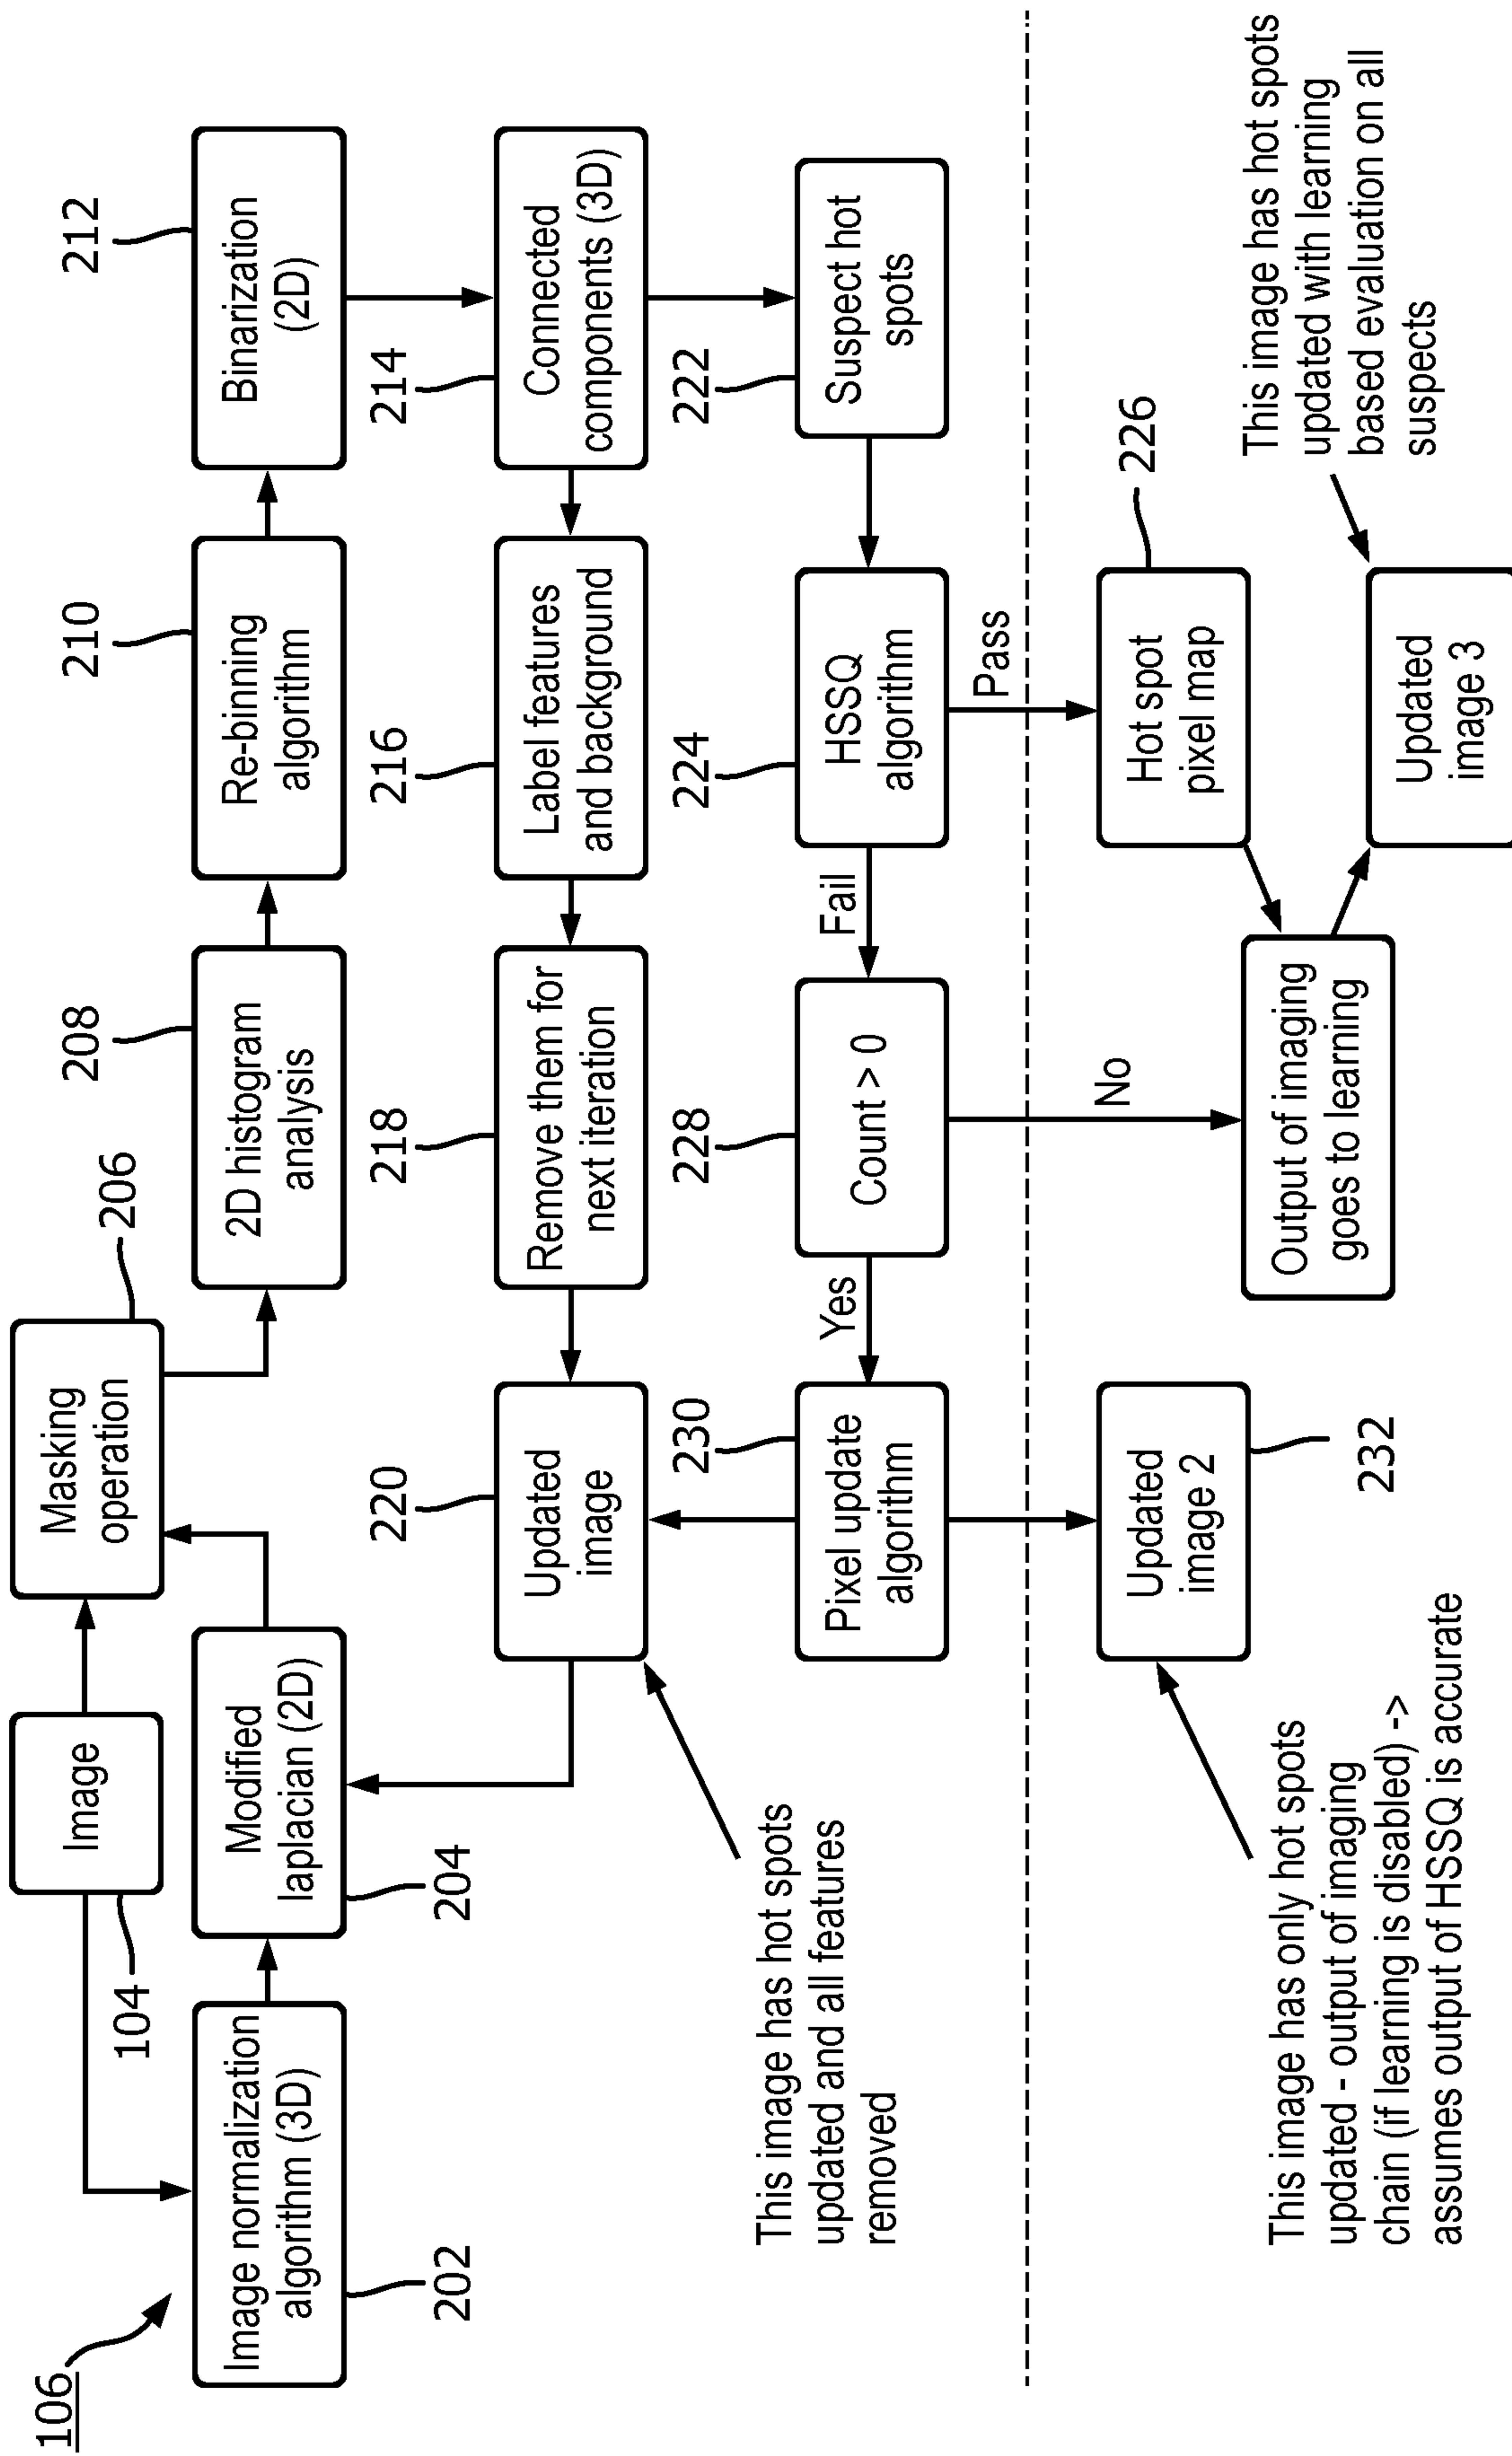 106
Image
104
Masking
operation
206
Image normalization
algorithm (3D)
202
Modified
laplacian (2D)
204
2D histogram
analysis
208
Re-binning
algorithm
210
Binarization
(2D)
212
Updated
image
220
Remove them for
next iteration
218
Label features
and background
216
Connected
components (3D)
214
This image has hot spots
updated and all features
removed
Pixel update
algorithm
230
Yes
Count > 0
228
Fail
HSSQ
algorithm
224
Suspect hot
spots
222
No
Pass
This image has only hot spots
updated - output of imaging
chain (if learning is disabled) ->
assumes output of HSSQ is accurate
Updated
image 2
232
Output of imaging
goes to learning
Hot spot
pixel map
226
Updated
image 3
This image has hot spots
updated with learning
based evaluation on all
suspects